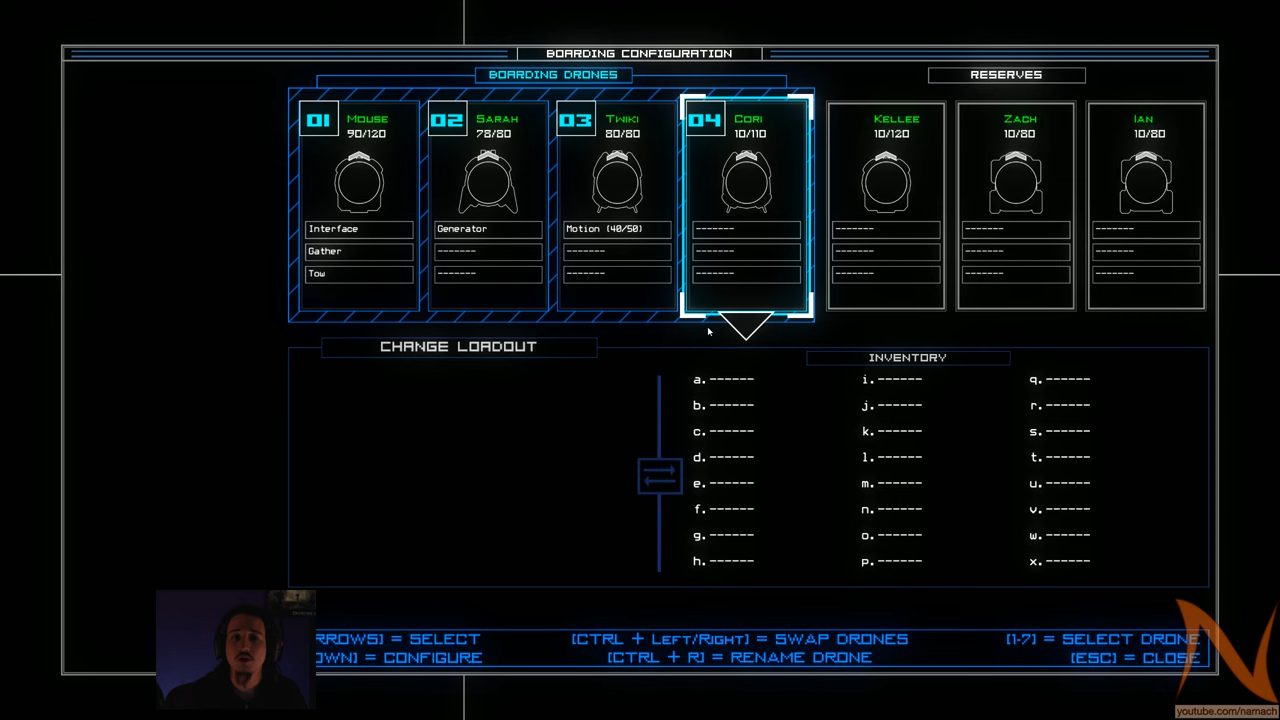 BOARDING CONFIGURATION
BOARDING DRONES
RESERVES
01 MOUSE
90/120
Interface
Gather
Tow
02 SARAH
78/80
Generator
-------
-------
03 TWIKI
80/80
Motion (40/50)
-------
-------
04 CORI
10/110
-------
-------
-------
KELLEE
10/120
-------
-------
-------
ZACH
10/80
-------
-------
-------
IAN
10/80
-------
-------
-------
CHANGE LOADOUT
INVENTORY
a.------ i.------ q.------
b.------ j.------ r.------
c.------ k.------ s.------
d.------ l.------ t.------
e.------ m.------ u.------
f.------ n.------ v.------
g.------ o.------ w.------
h.------ p.------ x.------
RROWS] = SELECT [CTRL + LEFT/RIGHT] = SWAP DRONES [1-7] = SELECT DRONE
OWN] = CONFIGURE [CTRL + R] = RENAME DRONE [ESC] = CLOSE
youtube.com/narnach